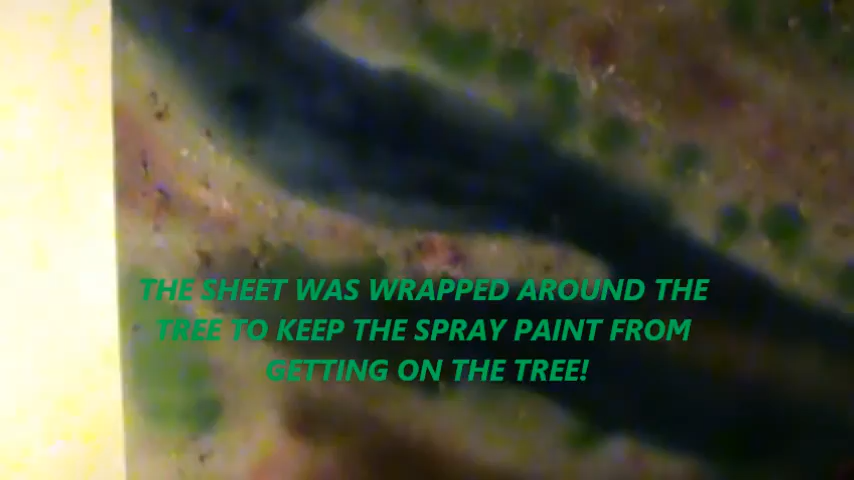 THE SHEET WAS WRAPPED AROUND THE
TREE TO KEEP THE SPRAY PAINT FROM
GETTING ON THE TREE!